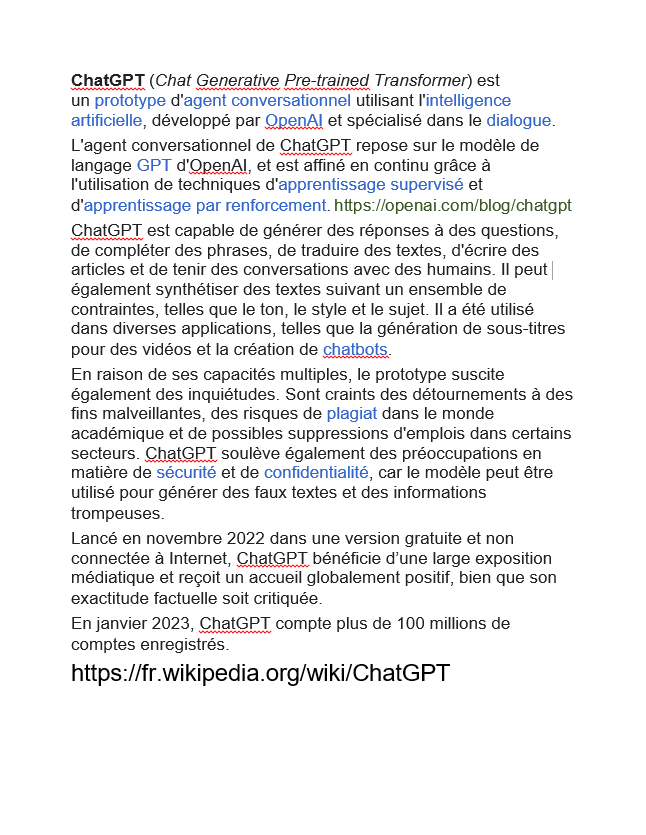 ChatGPT (Chat Generative Pre-trained Transformer) est
un prototype d'agent conversationnel utilisant l'intelligence
artificielle, développé par OpenAI et spécialisé dans le dialogue.
L'agent conversationnel de ChatGPT repose sur le modèle de
langage GPT d'OpenAI, et est affiné en continu grâce à
l'utilisation de techniques d'apprentissage supervisé et
d'apprentissage par renforcement. https://openai.com/blog/chatgpt
ChatGPT est capable de générer des réponses à des questions,
de compléter des phrases, de traduire des textes, d'écrire des
articles et de tenir des conversations avec des humains. Il peut
également synthétiser des textes suivant un ensemble de
contraintes, telles que le ton, le style et le sujet. Il a été utilisé
dans diverses applications, telles que la génération de sous-titres
pour des vidéos et la création de chatbots.
En raison de ses capacités multiples, le prototype suscite
également des inquiétudes. Sont craints des détournements à des
fins malveillantes, des risques de plagiat dans le monde
académique et de possibles suppressions d'emplois dans certains
secteurs. ChatGPT soulève également des préoccupations en
matière de sécurité et de confidentialité, car le modèle peut être
utilisé pour générer des faux textes et des informations
trompeuses.
Lancé en novembre 2022 dans une version gratuite et non
connectée à Internet, ChatGPT bénéficie d’une large exposition
médiatique et reçoit un accueil globalement positif, bien que son
exactitude factuelle soit critiquée.
En janvier 2023, ChatGPT compte plus de 100 millions de
comptes enregistrés.
https://fr.wikipedia.org/wiki/ChatGPT